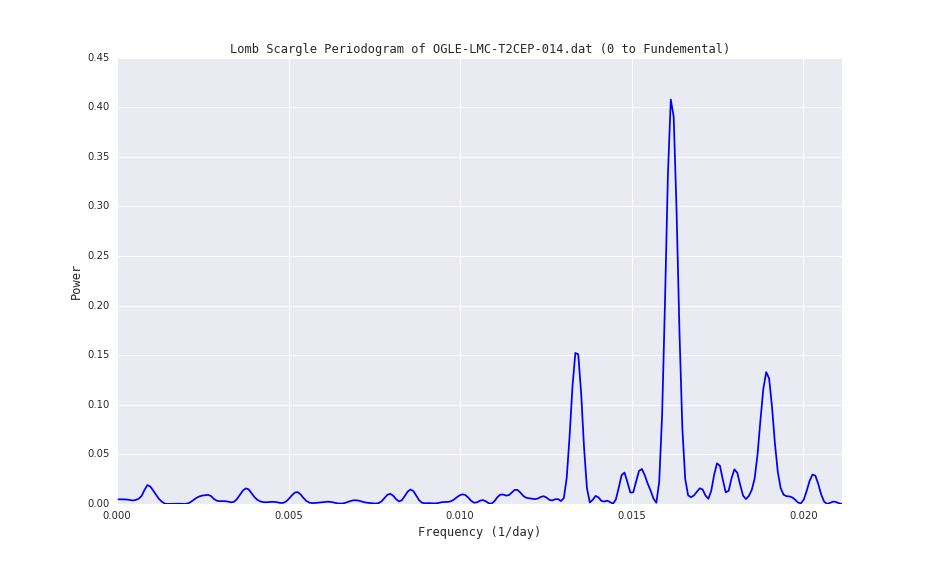 Lomb Scargle Periodogram of OGLE-LMC-T2CEP-014.dat (0 to Fundemental)
0.45
0.40
0.35
0.30
0.25
0.20
0.15
0.10
0.05
0.00
Power
0.000 0.005 0.010 0.015 0.020
Frequency (1/day)